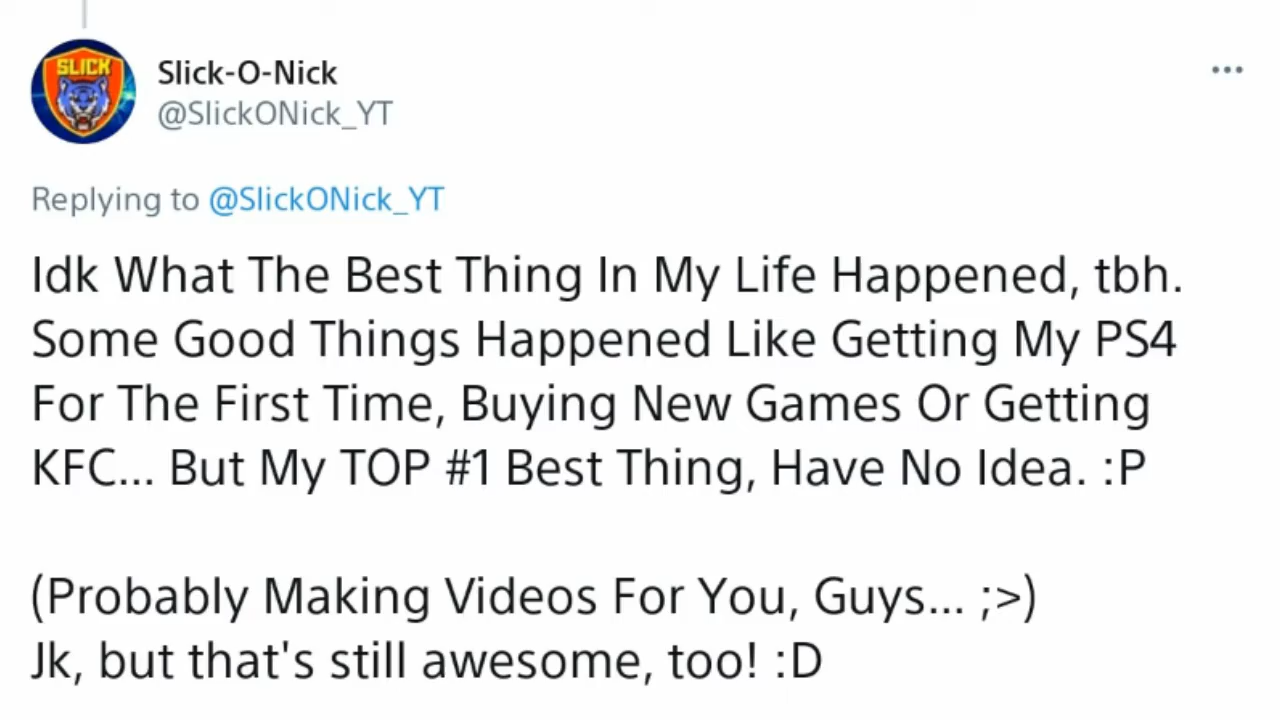 SLICK
Slick-O-Nick
@SlickONick_YT
Replying to @SlickONick_YT
Idk What The Best Thing In My Life Happened, tbh.
Some Good Things Happened Like Getting My PS4
For The First Time, Buying New Games Or Getting
KFC... But My TOP #1 Best Thing, Have No Idea. :P
(Probably Making Videos For You, Guys... ;>)
Jk, but that's still awesome, too! :D